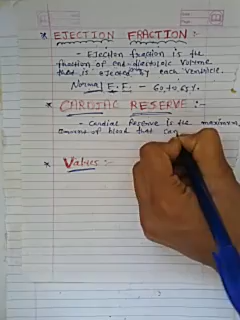 * EJECTION FRACTION :-
- Ejection fraction is the
fraction of end-diastolic volume
that is ejected by each ventricle.
Normal E.F. - 60 to 65%.
* CARDIAC RESERVE :-
- Cardiac Reserve is the maximum
amount of blood that can
* Values :-